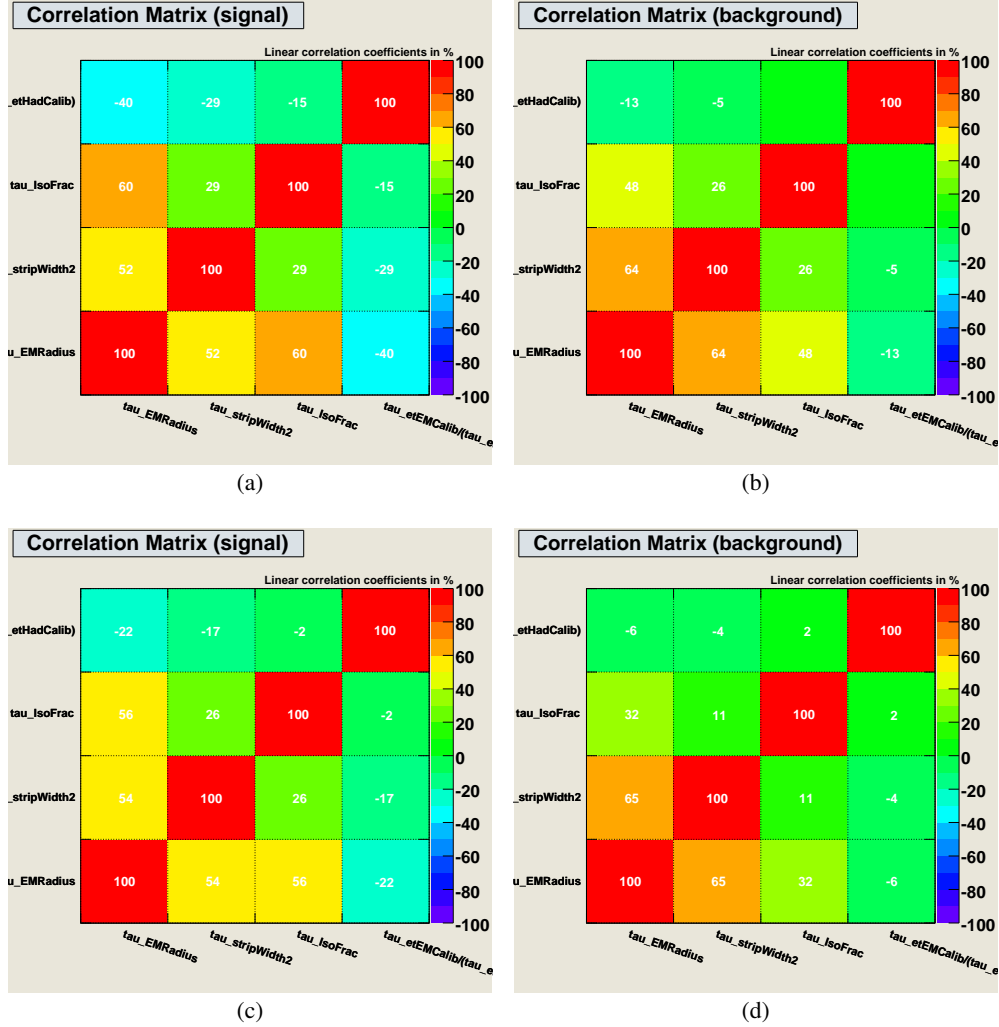 Correlation Matrix (signal)
Linear correlation coefficients in %
_etHadCalib) -40 -29 -15 100
tau_IsoFrac 60 29 100 -15
_stripWidth2 52 100 29 -29
u_EMRadius 100 52 60 -40
100
80
60
40
20
0
-20
-40
-60
-80
-100
tau_EMRadius tau_stripWidth2 tau_IsoFrac tau_etEMCalib/(tau_e
(a)
Correlation Matrix (background)
Linear correlation coefficients in %
_etHadCalib) -13 -5 100
tau_IsoFrac 48 26 100
_stripWidth2 64 100 26 -5
u_EMRadius 100 64 48 -13
100
80
60
40
20
0
-20
-40
-60
-80
-100
tau_EMRadius tau_stripWidth2 tau_IsoFrac tau_etEMCalib/(tau_e
(b)
Correlation Matrix (signal)
Linear correlation coefficients in %
_etHadCalib) -22 -17 -2 100
tau_IsoFrac 56 26 100 -2
_stripWidth2 54 100 26 -17
u_EMRadius 100 54 56 -22
100
80
60
40
20
0
-20
-40
-60
-80
-100
tau_EMRadius tau_stripWidth2 tau_IsoFrac tau_etEMCalib/(tau_e
(c)
Correlation Matrix (background)
Linear correlation coefficients in %
_etHadCalib) -6 -4 2 100
tau_IsoFrac 32 11 100 2
_stripWidth2 65 100 11 -4
u_EMRadius 100 65 32 -6
100
80
60
40
20
0
-20
-40
-60
-80
-100
tau_EMRadius tau_stripWidth2 tau_IsoFrac tau_etEMCalib/(tau_e
(d)